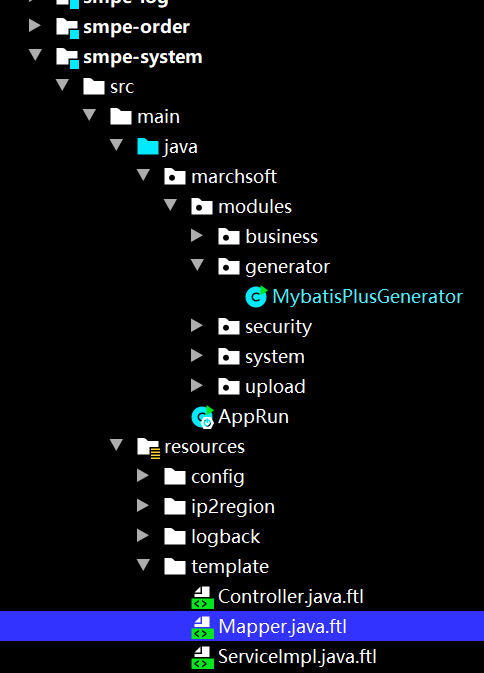 smpe-log
smpe-order
smpe-system
src
main
java
marchsoft
modules
business
generator
MybatisPlusGenerator
security
system
upload
AppRun
resources
config
ip2region
logback
template
Controller.java.ftl
Mapper.java.ftl
ServiceImpl.java.ftl